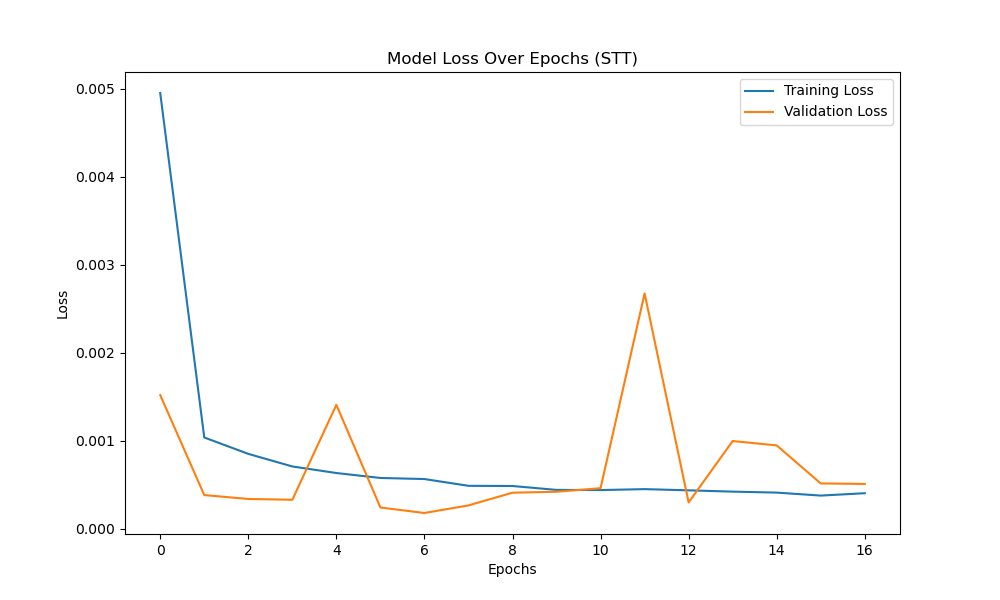 Model Loss Over Epochs (STT)
Training Loss
Validation Loss
0.005
0.004
0.003
0.002
0.001
0.000
Loss
0 2 4 6 8 10 12 14 16
Epochs